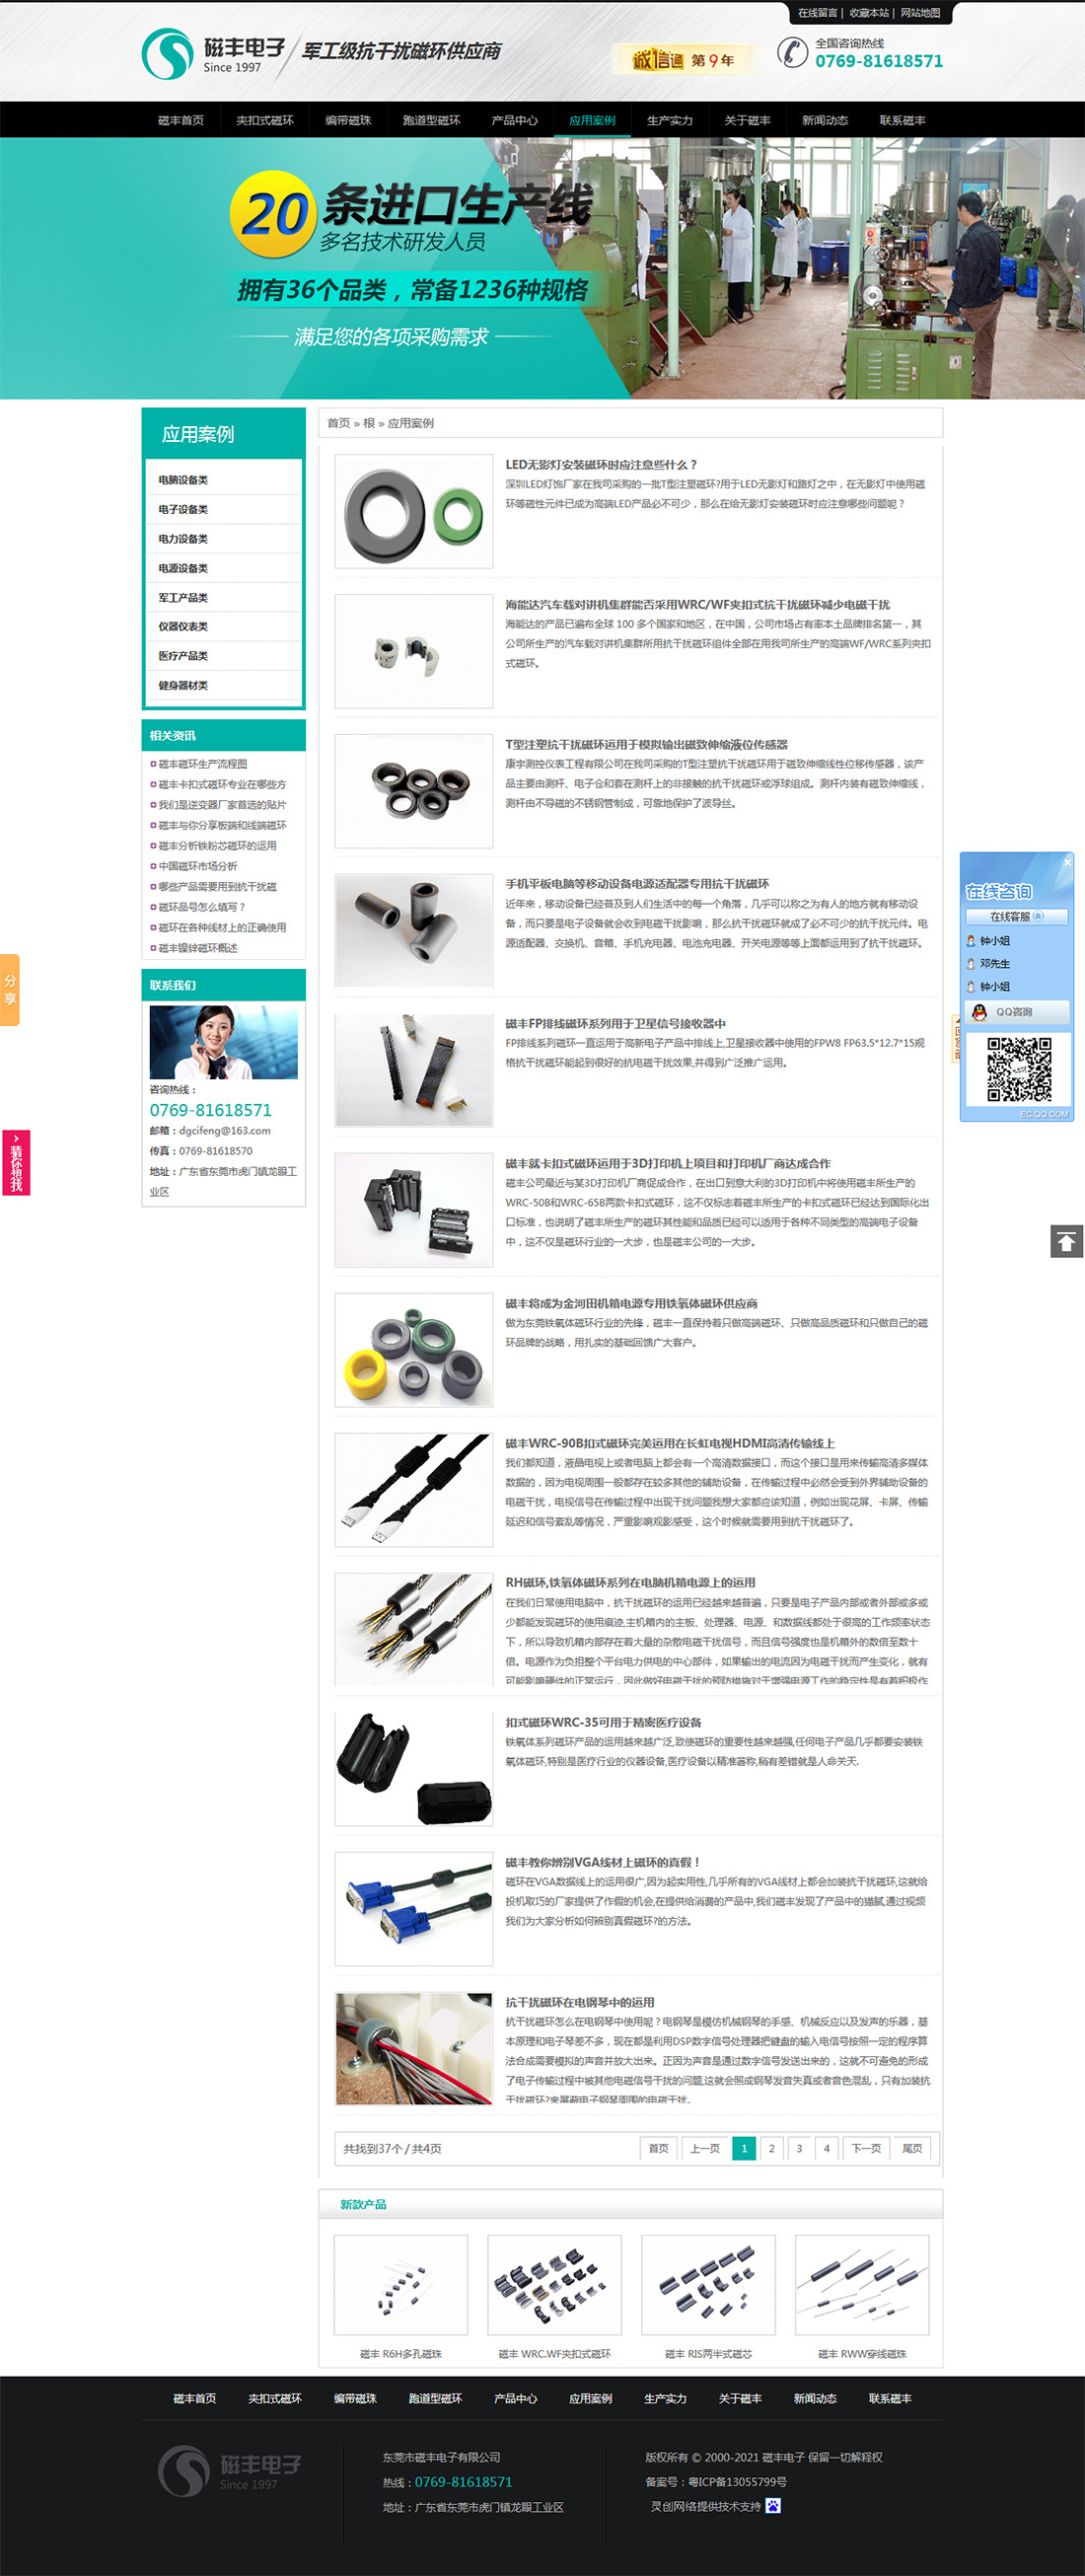 在线留言 | 收藏本站 | 网站地图
磁丰电子
Since 1997
军工级抗干扰磁环供应商
诚信通 第9年
全国咨询热线
0769-81618571
磁丰首页 夹扣式磁环 编带磁珠 跑道型磁环 产品中心 应用案例 生产实力 关于磁丰 新闻动态 联系磁丰
20条进口生产线
多名技术研发人员
拥有36个品类，常备1236种规格
满足您的各项采购需求
应用案例
电脑设备类
电子设备类
电力设备类
电源设备类
军工产品类
仪器仪表类
医疗产品类
健身器材类
相关资讯
磁丰磁环生产流程图
磁丰卡扣式磁环专业在哪些方
我们是逆变器厂家首选的贴片
磁丰与你分享板端和线端磁环
磁丰分析铁粉芯磁环的运用
中国磁环市场分析
哪些产品需要用到抗干扰磁
磁环品号怎么填写？
磁环在各种线材上的正确使用
磁丰镍锌磁环概述
联系我们
咨询热线：
0769-81618571
邮箱：dgcifeng@163.com
传真：0769-81618570
地址：广东省东莞市虎门镇龙眼工
业区
首页 » 根 » 应用案例
LED无影灯安装磁环时应注意些什么？
深圳LED灯饰厂家在我司采购的一批T型注塑磁环?用于LED无影灯和路灯之中，在无影灯中使用磁
环等磁性元件已成为高端LED产品必不可少，那么在给无影灯安装磁环时应注意哪些问题呢？
海能达汽车载对讲机集群能否采用WRC/WF夹扣式抗干扰磁环减少电磁干扰
海能达的产品已遍布全球 100 多个国家和地区，在中国，公司市场占有率本土品牌排名第一，其
公司所生产的汽车载对讲机集群所用抗干扰磁环组件全部在用我司所生产的高端WF/WRC系列夹扣
式磁环。
T型注塑抗干扰磁环运用于模拟输出磁致伸缩液位传感器
康宇测控仪表工程有限公司在我司采购的T型注塑抗干扰磁环用于磁致伸缩线性位移传感器，该产
品主要由测杆、电子仓和套在测杆上的非接触的抗干扰磁环或浮球组成。测杆内装有磁致伸缩线，
测杆由不导磁的不锈钢管制成，可靠地保护了波导丝。
手机平板电脑等移动设备电源适配器专用抗干扰磁环
近年来，移动设备已经普及到人们生活中的每一个角落，几乎可以称之为有人的地方就有移动设
备，而只要是电子设备就会收到电磁干扰影响，那么抗干扰磁环就成了必不可少的抗干扰元件。电
源适配器、交换机、音箱、手机充电器、电池充电器、开关电源等等上面都运用到了抗干扰磁环。
磁丰FP排线磁环系列用于卫星信号接收器中
FP排线系列磁环一直运用于高新电子产品中排线上,卫星接收器中使用的FPW8 FP63.5*12.7*15规
格抗干扰磁环能起到很好的抗电磁干扰效果,并得到广泛推广运用。
磁丰就卡扣式磁环运用于3D打印机上项目和打印机厂商达成合作
磁丰公司最近与某3D打印机厂商促成合作，在出口到意大利的3D打印机中将使用磁丰所生产的
WRC-50B和WRC-65B两款卡扣式磁环，这不仅标志着磁丰所生产的卡扣式磁环已经达到国际化出
口标准，也说明了磁丰所生产的磁环其性能和品质已经可以适用于各种不同类型的高端电子设备
中，这不仅是磁环行业的一大步，也是磁丰公司的一大步。
磁丰将成为金河田机箱电源专用铁氧体磁环供应商
做为东莞铁氧体磁环行业的先锋，磁丰一直保持着只做高端磁环、只做高品质磁环和只做自己的磁
环品牌的战略，用扎实的基础回馈广大客户。
磁丰WRC-90B扣式磁环完美运用在长虹电视HDMI高清传输线上
我们都知道，液晶电视上或者电脑上都会有一个高清数据接口，而这个接口是用来传输高清多媒体
数据的，因为电视周围一般都存在较多其他的辅助设备，在传输过程中必然会受到外界辅助设备的
电磁干扰，电视信号在传输过程中出现干扰问题我想大家都应该知道，例如出现花屏、卡屏、传输
延迟和信号紊乱等情况，严重影响观影感受，这个时候就需要用到抗干扰磁环了。
RH磁环,铁氧体磁环系列在电脑机箱电源上的运用
在我们日常使用电脑中，抗干扰磁环的运用已经越来越普遍，只要是电子产品内部或者外部或多或
少都能发现磁环的使用痕迹,主机箱内的主板、处理器、电源、和数据线都处于很高的工作频率状态
下，所以导致机箱内部存在着大量的杂散电磁干扰信号，而且信号强度也是机箱外的数倍至数十
倍。电源作为负担整个平台电力供电的中心部件，如果输出的电流因为电磁干扰而产生变化，就有
可能影响硬件的正常运行，因此做好电磁干扰的预防措施对于增强电源工作的稳定性是有着积极作
扣式磁环WRC-35可用于精密医疗设备
铁氧体系列磁环产品的运用越来越广泛,致使磁环的重要性越来越强,任何电子产品几乎都要安装铁
氧体磁环,特别是医疗行业的仪器设备,医疗设备以精准著称,稍有差错就是人命关天.
磁丰教你辨别VGA线材上磁环的真假！
磁环在VGA数据线上的运用很广,因为起实用性,几乎所有的VGA线材上都会加装抗干扰磁环,这就给
投机取巧的厂家提供了作假的机会,在提供给消费的产品中,我们磁丰发现了产品中的猫腻,通过视频
我们为大家分析如何辨别真假磁环?的方法。
抗干扰磁环在电钢琴中的运用
抗干扰磁环怎么在电钢琴中使用呢？电钢琴是模仿机械钢琴的手感、机械反应以及发声的乐器，基
本原理和电子琴差不多，现在都是利用DSP数字信号处理器把键盘的输入电信号按照一定的程序算
法合成需要模拟的声音并放大出来。正因为声音是通过数字信号发送出来的，这就不可避免的形成
了电子传输过程中被其他电磁信号干扰的问题,这就会照成钢琴发音失真或者音色混乱，只有加装抗
干扰磁环?来屏蔽电子钢琴周围的电磁干扰。
共找到37个 / 共4页
首页 上一页 1 2 3 4 下一页 尾页
新款产品
磁丰 R6H多孔磁珠
磁丰 WRC.WF夹扣式磁环
磁丰 RIS两半式磁芯
磁丰 RWW穿线磁珠
分享
猜你想找
在线咨询
在线客服
钟小姐
邓先生
钟小姐
QQ咨询
EC.QQ.COM
磁丰首页 夹扣式磁环 编带磁珠 跑道型磁环 产品中心 应用案例 生产实力 关于磁丰 新闻动态 联系磁丰
磁丰电子
Since 1997
东莞市磁丰电子有限公司
热线：0769-81618571
地址：广东省东莞市虎门镇龙眼工业区
版权所有 © 2000-2021 磁丰电子 保留一切解释权
备案号：粤ICP备13055799号
灵创网络提供技术支持